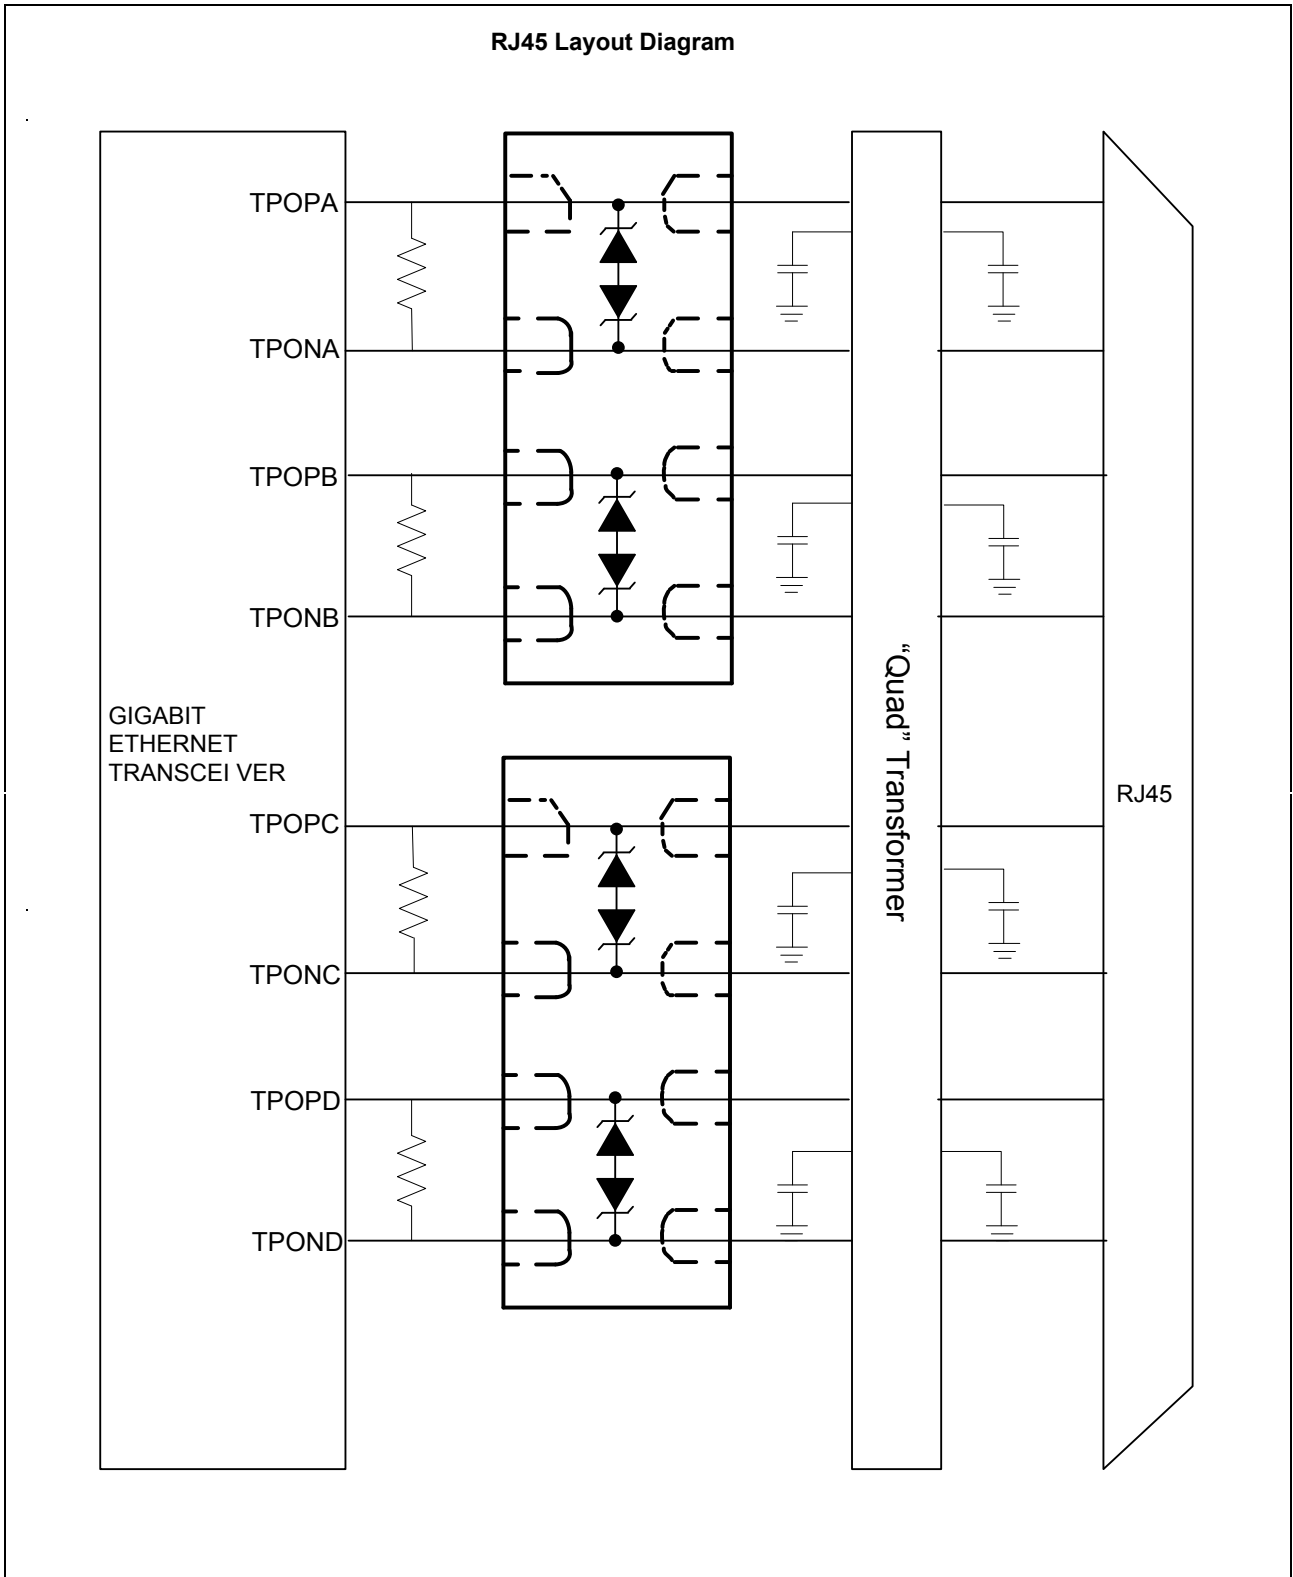 RJ45 Layout Diagram
TPOPA
TPONA
TPOPB
TPONB
GIGABIT
ETHERNET
TRANSCEI VER
"Quad" Transformer
RJ45
TPOPC
TPONC
TPOPD
TPOND